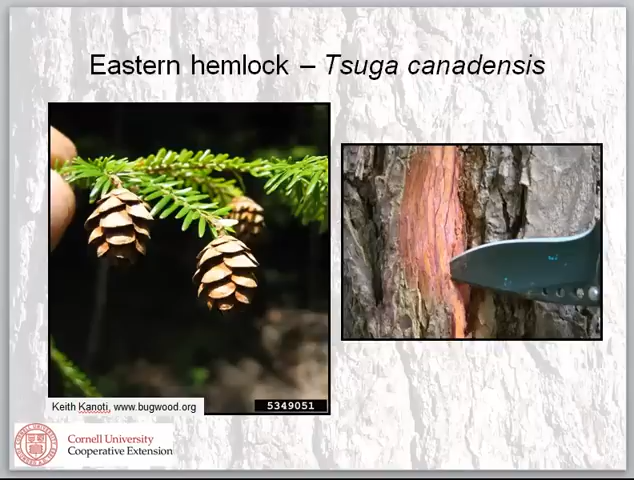 Eastern hemlock – Tsuga canadensis
Keith Kanoti, www.bugwood.org
5349051
Cornell University
Cooperative Extension